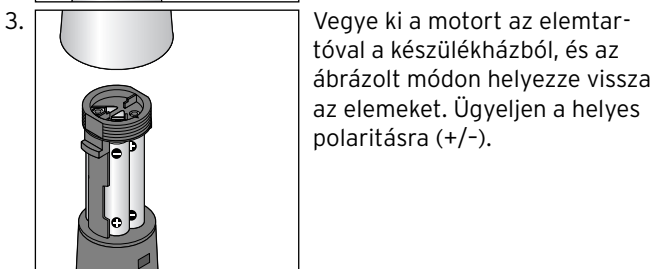 3.
Vegye ki a motort az elemtar-
tóval a készülékházból, és az
ábrázolt módon helyezze vissza
az elemeket. Ügyeljen a helyes
polaritásra (+/–).